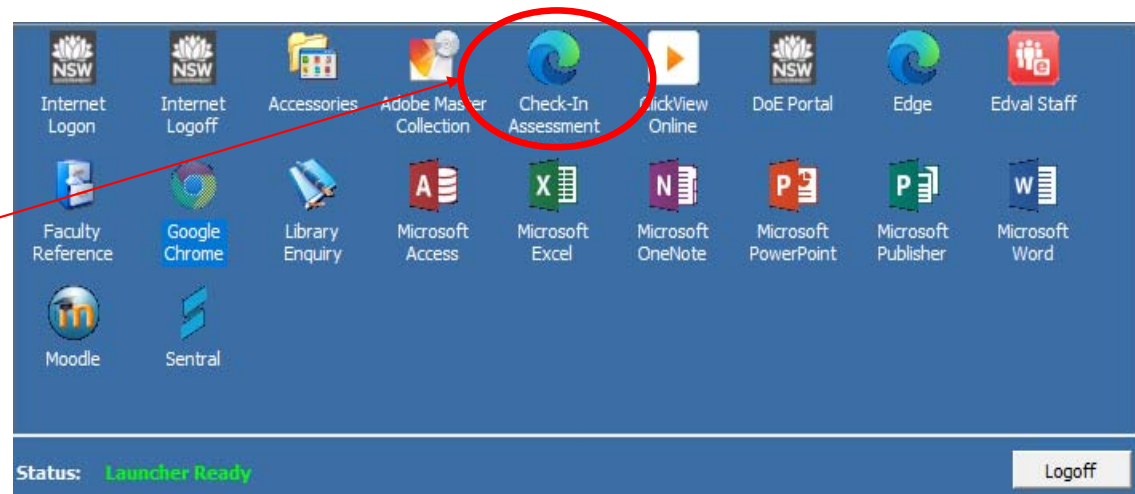 NSW
NSW
NSW
Internet
Logon
Internet
Logoff
Accessories
Adobe Master
Collection
Check-In
Assessment
ClickView
Online
DoE Portal
Edge
Edval Staff
Faculty
Reference
Google
Chrome
Library
Enquiry
Microsoft
Access
Microsoft
Excel
Microsoft
OneNote
Microsoft
PowerPoint
Microsoft
Publisher
Microsoft
Word
Moodle
Sentral
Status: Launcher Ready
Logoff